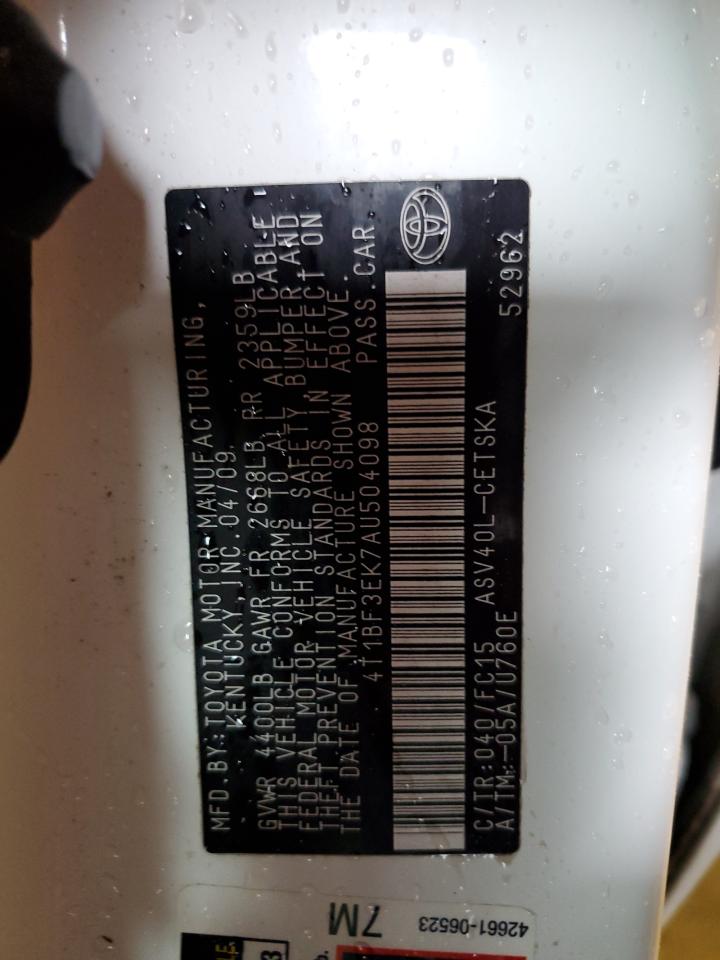 MFD.BY:TOYOTA MOTOR MANUFACTURING,
KENTUCKY,INC.04/09
GVWR 4400LB GAWR FR 2668LB RR 2359LB
THIS VEHICLE CONFORMS TO ALL APPLICABLE
FEDERAL MOTOR VEHICLE SAFETY, BUMPER AND
THEFT PREVENTION STANDARDS IN EFFECT ON
THE DATE OF MANUFACTURE SHOWN ABOVE.
4T1BF3EK7AU504098 PASS.CAR
C/TR:040/FC15 ASV40L-CETSKA
A/TM:-05A/U760E 52962
7M
42661-06523